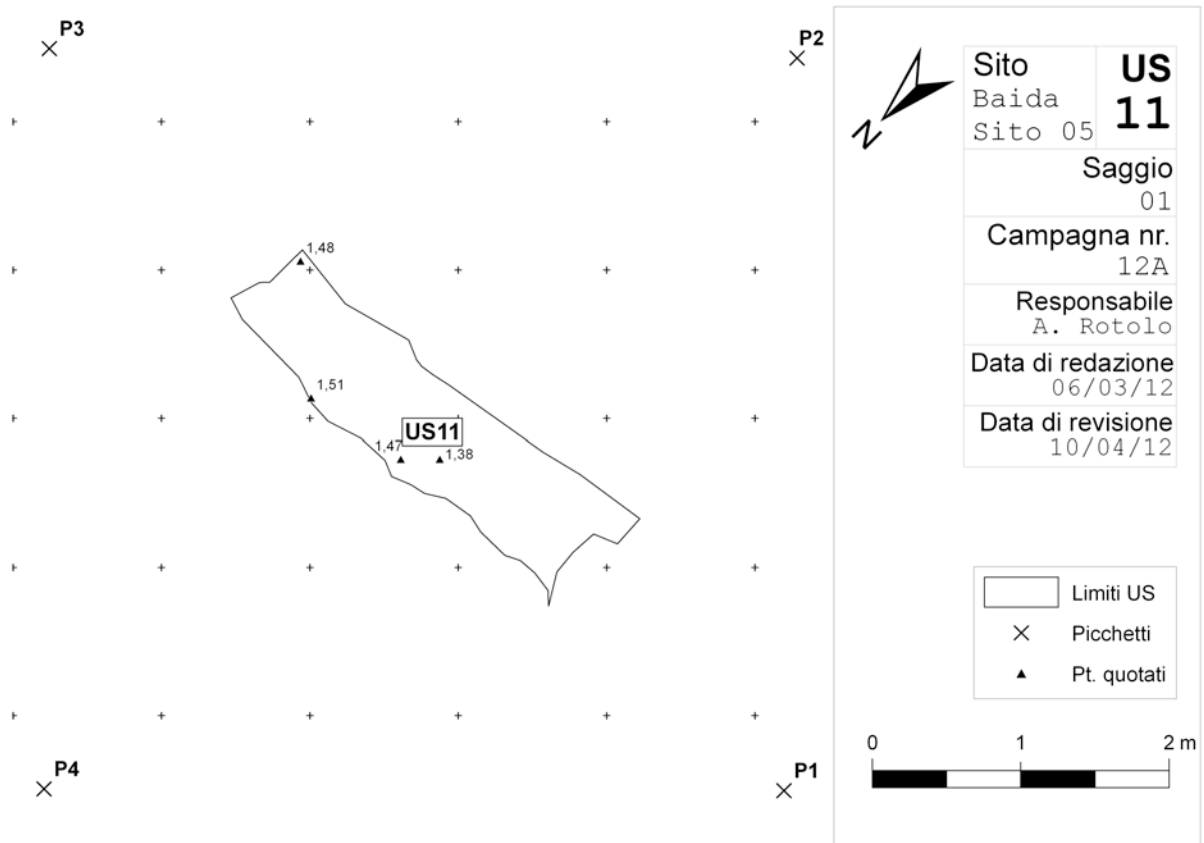 P3
P2
1,48
1,51
US11
1,47
1,38
P4
P1
N
Sito
Baida
Sito 05
US
11
Saggio
01
Campagna nr.
12A
Responsabile
A. Rotolo
Data di redazione
06/03/12
Data di revisione
10/04/12
Limiti US
Picchetti
Pt. quotati
0 1 2 m